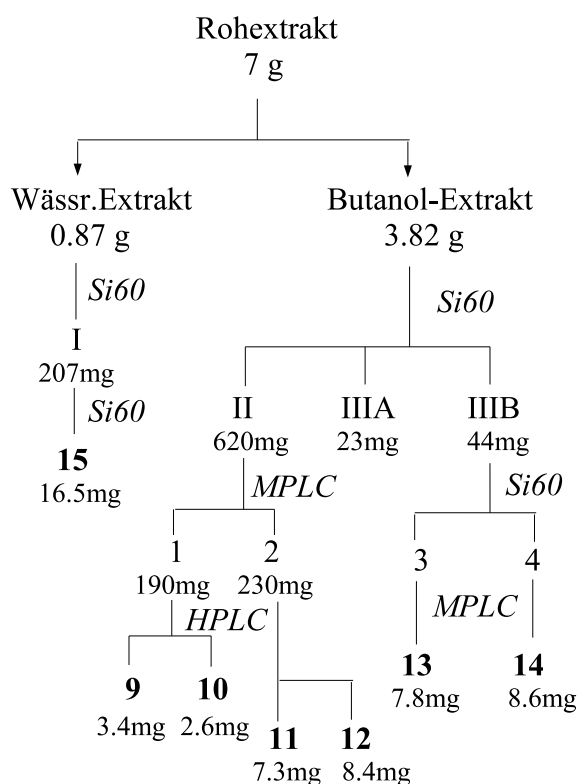 Rohextrakt
7 g
Wässr.Extrakt Butanol-Extrakt
0.87 g 3.82 g
Si60 Si60
I
207mg
II IIIA IIIB
620mg 23mg 44mg
Si60
15
16.5mg
MPLC Si60
1 2 3 4
190mg 230mg
HPLC MPLC
9 10 13 14
3.4mg 2.6mg 7.8mg 8.6mg
11 12
7.3mg 8.4mg